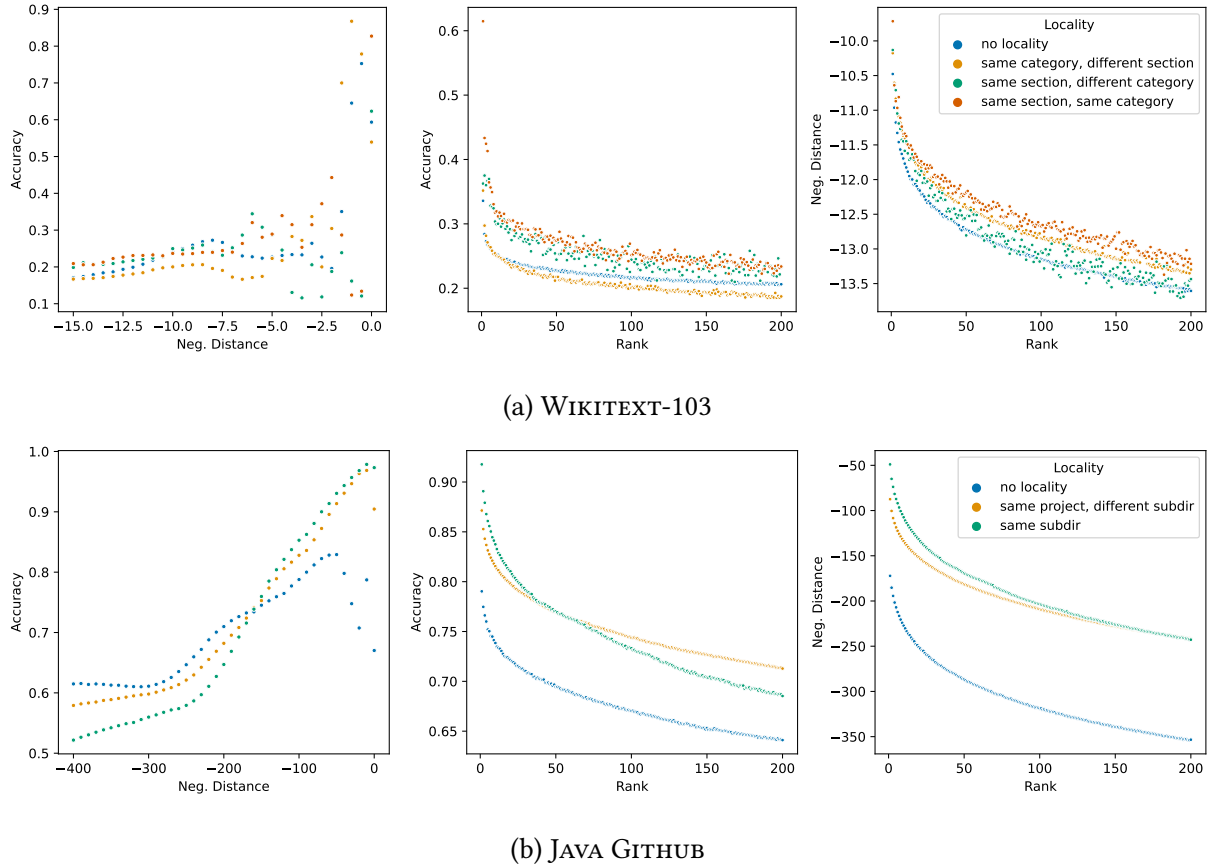 0.9
0.8
0.7
0.6
0.5
0.4
0.3
0.2
0.1
Accuracy
−15.0 −12.5 −10.0 −7.5 −5.0 −2.5 0.0
Neg. Distance
0.6
0.5
0.4
0.3
0.2
Accuracy
0 50 100 150 200
Rank
−10.0
−10.5
−11.0
−11.5
−12.0
−12.5
−13.0
−13.5
Neg. Distance
0 50 100 150 200
Rank
Locality
no locality
same category, different section
same section, different category
same section, same category
(a) WIKITEXT-103
1.0
0.9
0.8
0.7
0.6
0.5
Accuracy
−400 −300 −200 −100 0
Neg. Distance
0.90
0.85
0.80
0.75
0.70
0.65
Accuracy
0 50 100 150 200
Rank
−50
−100
−150
−200
−250
−300
−350
Neg. Distance
0 50 100 150 200
Rank
Locality
no locality
same project, different subdir
same subdir
(b) JAVA GITHUB